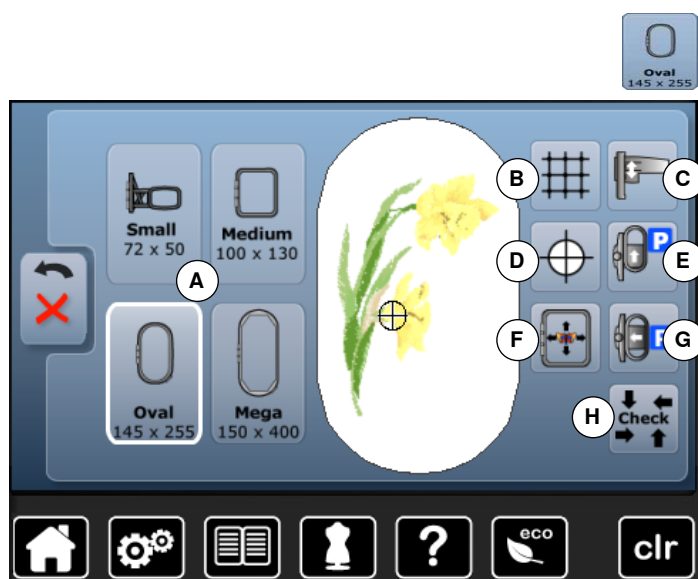 Oval
145 x 255
Small
72 x 50
Medium
100 x 130
A
Oval
145 x 255
Mega
150 x 400
B
C
D
P
E
F
P
G
H
Check
?
eco
clr